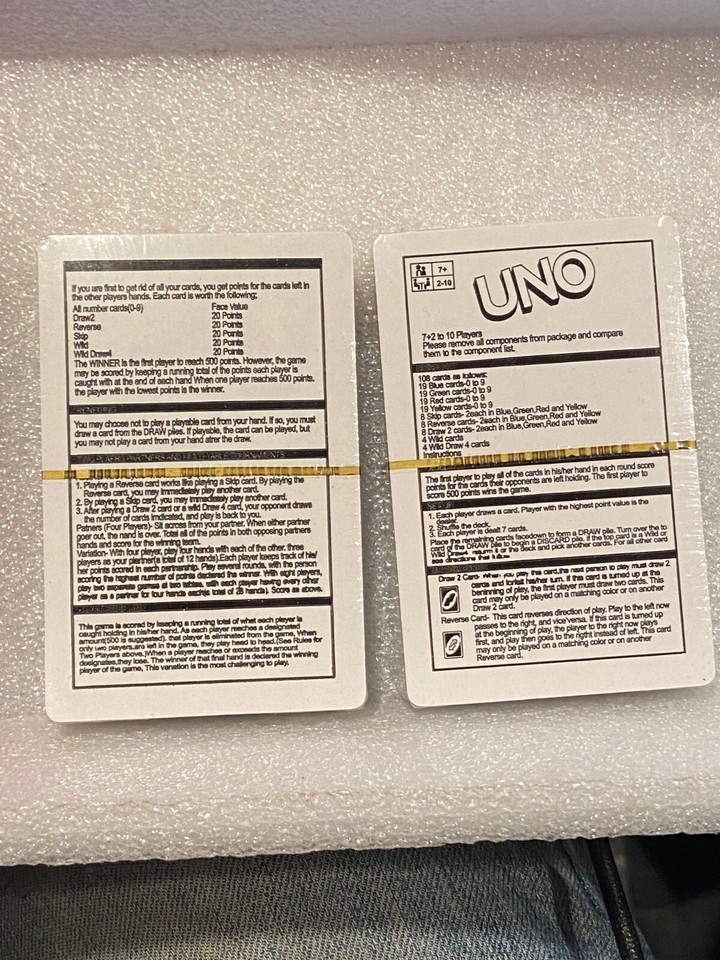 If you are first to get rid of all your cards, you get points for the cards left in
the other players hands. Each card is worth the following;
All number cards(0-9) Face Value
Draw2 20 Points
Reverse 20 Points
Skip 20 Points
Wild 20 Points
Wild Draw4 20 Points
The WINNER is the first player to reach 500 points. However, the game
may be scored by keeping a running total of the points each player is
caught with at the end of each hand When one player reaches 500 points.
the player with the lowest points is the winner.
RENEGING
You may choose not to play a playable card from your hand. If so, you must
draw a card from the DRAW piles. If playable, the card can be played, but
you may not play a card from your hand atrer the draw.
1. Playing a Reverse card works like playing a Skip card. By playing the
Reverse card, you may immediately play another card.
2. By playing a Skip card, you may immediately play another card.
3. After playing a Draw 2 card or a wild Draw 4 card, your opponent draws
the number of cards Imdicated, and play is back to you.
Patners (Four Players)- Sit across from your partner. When either partner
goer out, the nand is over. Total all of the points in both opposing partners
hands and score for the winning team.
Variation- With four player, play lour hands with each of the other, three
players as your planner(a total of 12 hands).Each player keeps track of his/
her points scored in each partnership. Play several rounds, with the person
scoring the highest number of points declared the winner. With eight players,
play two separate games at two tables, with each player having every other
player as a partner for four hands each(s total of 28 hands). Score as above.
This game is scored by keeping a running total of what each player is
caught holding in his/her hand. As each player reaches a designated
amount(500 is suggested). that player is eliminated from the game, When
only two players.are left in the game, they play head to head.(See Rules for
Two Players above.)When a player reaches or exceeds the amount
designates,they lose. The winner of that final hand is declared the winning
player of the game, This variation is the most challenging to play.
7+
2-10
UNO
7+2 to 10 Players
Please remove all components from package and compare
them to the component list.
108 cards as follows:
19 Blue cards-0 to 9
19 Green cards-0 to 9
19 Red cards-0 to 9
19 Yellow cards-0 to 9
8 Skip cards- 2each in Blue,Green,Red and Yellow
8 Reverse cards- 2each in Blue,Green,Red and Yellow
8 Draw 2 cards- 2each in Blue,Green,Red and Yellow
4 Wild cards
4 Wild Draw 4 cards
Instructions
The first player to play all of the cards in his/her hand in each round score
points for the cards their opponents are left holding. The first player to
score 500 points wins the game.
1. Each player draws a card. Player with the highest point value is the
dealer.
2. Shuffle the deck.
3. Each player is dealt 7 cards.
Place the remaining cards facedown to form a DRAW pile. Turn over the to
card of the DRAW pile to begin a DISCARD pile. If the top card is a Wild or
Wild Draw4. return it or the deck and pick another cards. For all other card
see directions that
Draw 2 Card- When you play this card,the next person to play must draw 2
cards and forfeit his/her turn. If this card is turned up at the
beninning of play, the first player must draw two cards. This
card may only be played on a matching color or on another
Draw 2 card.
Reverse Card- This card reverses direction of play. Play to the left now
passes to the right, and vice'versa. If this card is turned up
at the beginning of play, the player to the right now plays
first, and play then goes to the rigtht instead of left. This card
may only be played on a matching color or on another
Reverse card.